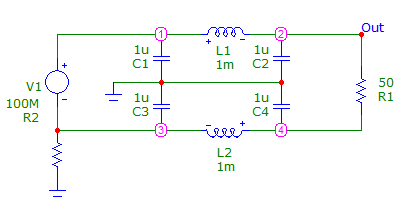 1
2
Out
1u
C1
L1
1m
1u
C2
+
-
V1
100M
R2
+
-
50
R1
1u
C3
1u
C4
3
-
+
4
L2
1m